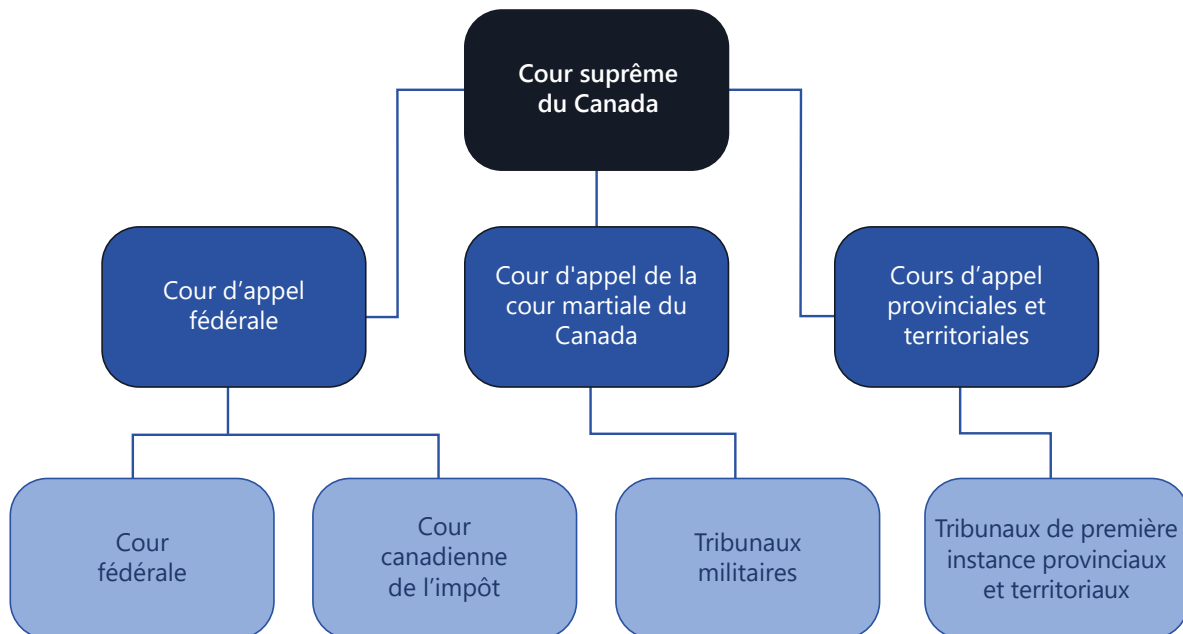 Cour suprême
du Canada
Cour d’appel
fédérale
Cour d'appel de la
cour martiale du
Canada
Cours d’appel
provinciales et
territoriales
Cour
fédérale
Cour
canadienne
de l’impôt
Tribunaux
militaires
Tribunaux de première
instance provinciaux
et territoriaux